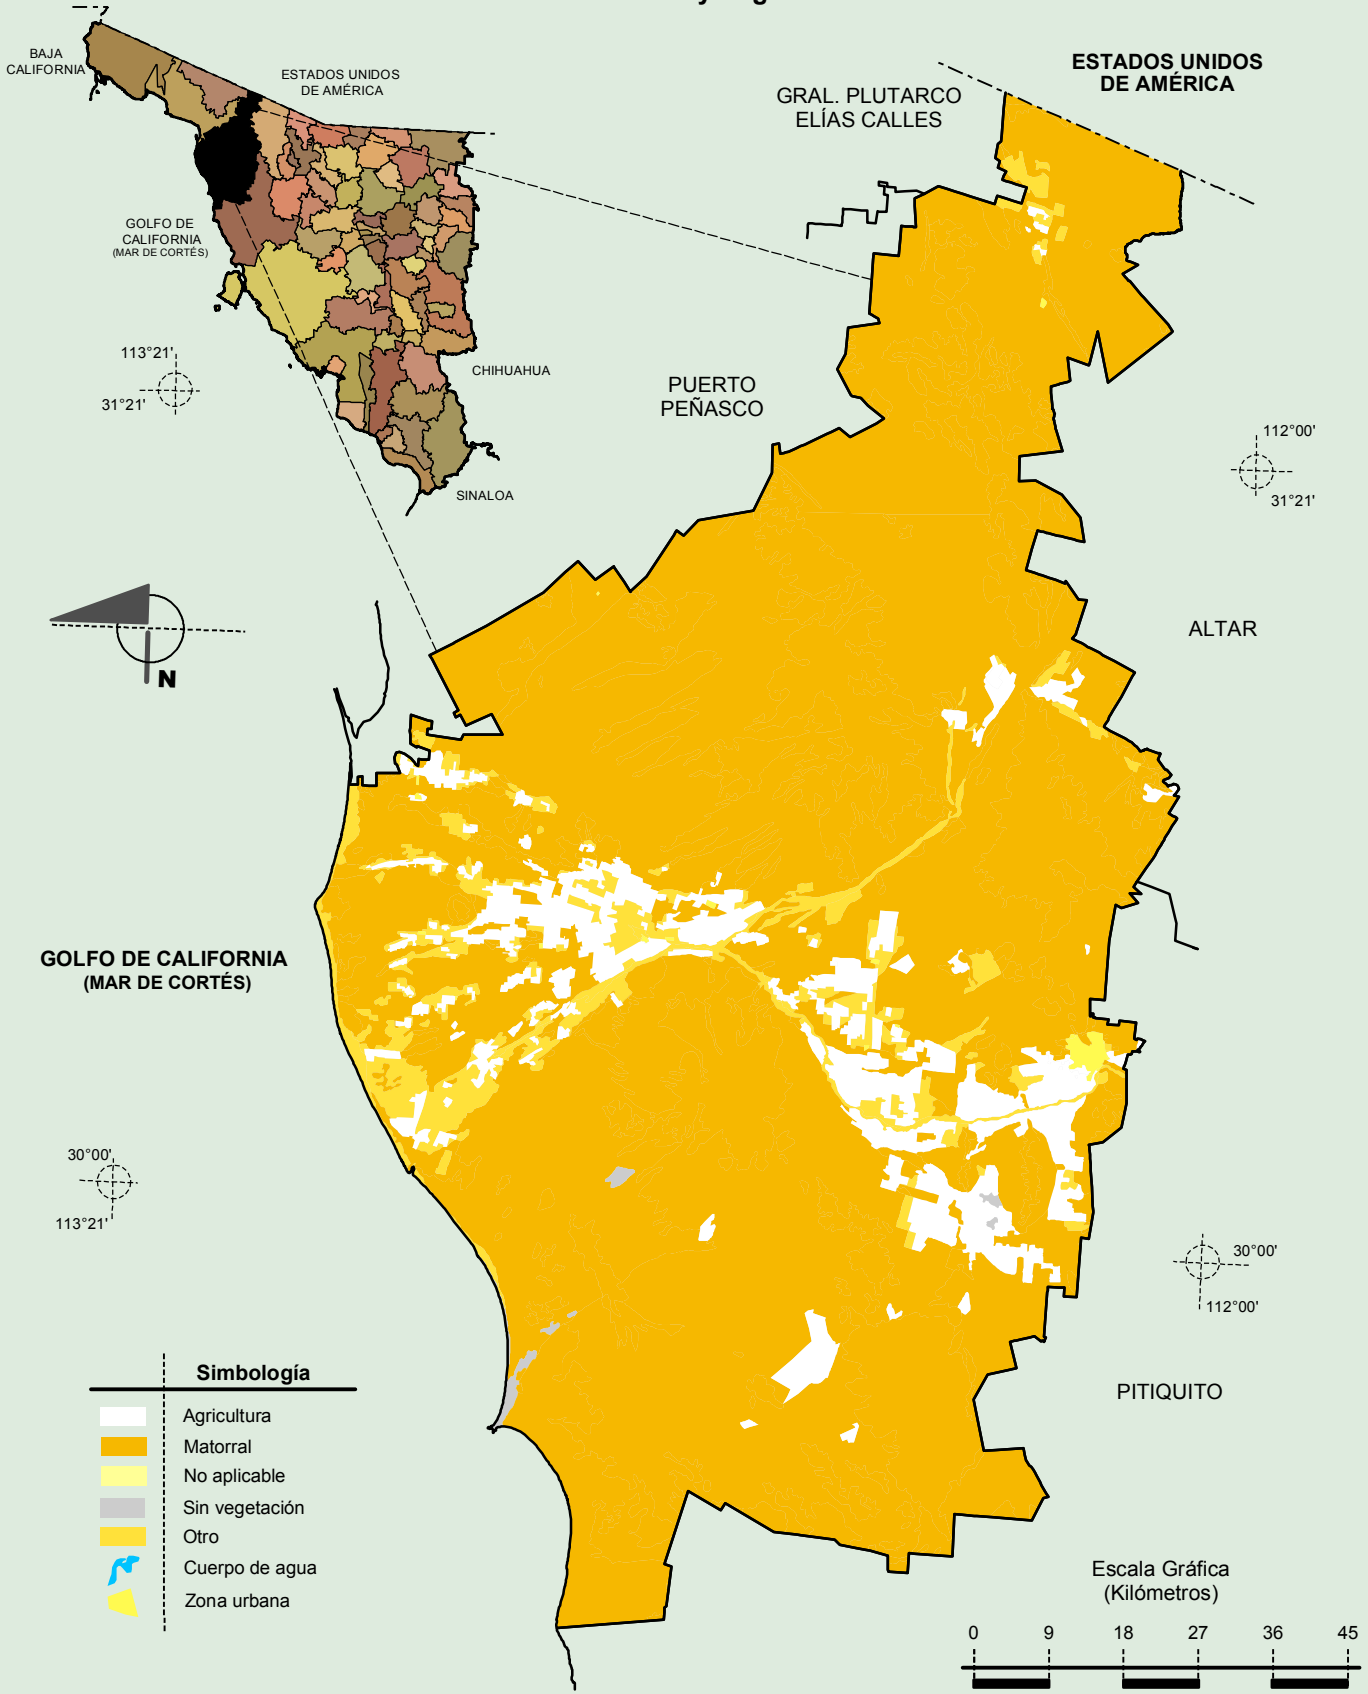 BAJA
CALIFORNIA
ESTADOS UNIDOS
DE AMÉRICA
GOLFO DE
CALIFORNIA
(MAR DE CORTÉS)
CHIHUAHUA
SINALOA
ESTADOS UNIDOS
DE AMÉRICA
GRAL. PLUTARCO
ELÍAS CALLES
PUERTO
PEÑASCO
113°21'
31°21'
112°00'
31°21'
N
ALTAR
GOLFO DE CALIFORNIA
(MAR DE CORTÉS)
30°00'
113°21'
30°00'
112°00'
PITIQUITO
Simbología
Agricultura
Matorral
No aplicable
Sin vegetación
Otro
Cuerpo de agua
Zona urbana
Escala Gráfica
(Kilómetros)
0 9 18 27 36 45